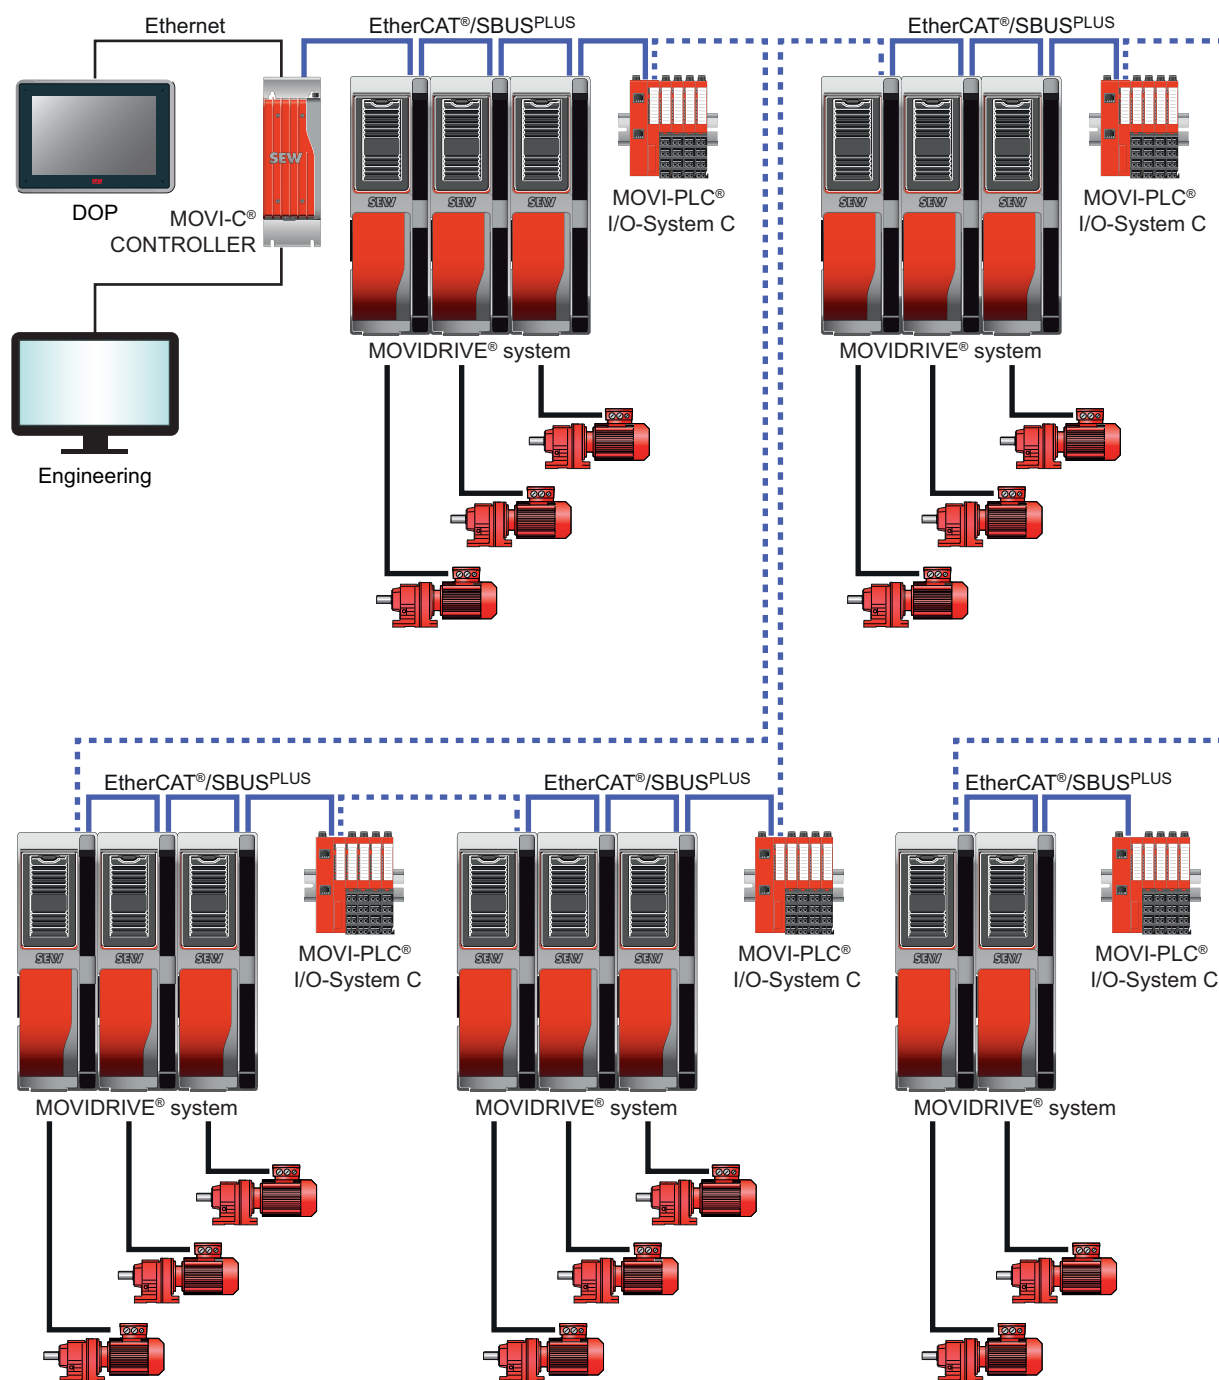 Ethernet
EtherCAT®/SBUSPLUS
EtherCAT®/SBUSPLUS
SEW
SEW
DOP
MOVI-C®
CONTROLLER
SEW SEW SEW
MOVI-PLC®
I/O-System C
SEW SEW SEW
MOVI-PLC®
I/O-System C
MOVIDRIVE® system
MOVIDRIVE® system
Engineering
EtherCAT®/SBUSPLUS
EtherCAT®/SBUSPLUS
EtherCAT®/SBUSPLUS
SEW SEW SEW
MOVI-PLC®
I/O-System C
SEW SEW SEW
MOVI-PLC®
I/O-System C
SEW SEW
MOVI-PLC®
I/O-System C
MOVIDRIVE® system
MOVIDRIVE® system
MOVIDRIVE® system